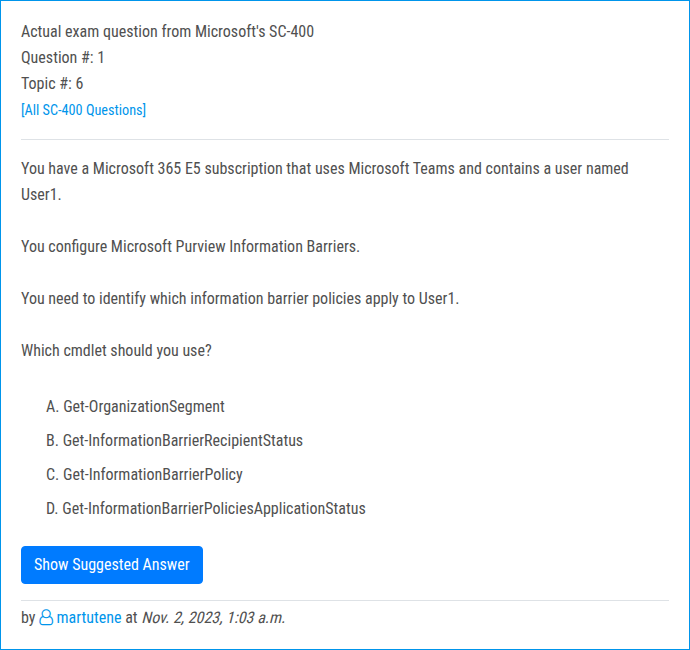 Actual exam question from Microsoft's SC-400
Question #: 1
Topic #: 6
[All SC-400 Questions]
You have a Microsoft 365 E5 subscription that uses Microsoft Teams and contains a user named
User1.
You configure Microsoft Purview Information Barriers.
You need to identify which information barrier policies apply to User1.
Which cmdlet should you use?
A. Get-OrganizationSegment
B. Get-InformationBarrierRecipientStatus
C. Get-InformationBarrierPolicy
D. Get-InformationBarrierPoliciesApplicationStatus
Show Suggested Answer
by martutene at Nov. 2, 2023, 1:03 a.m.